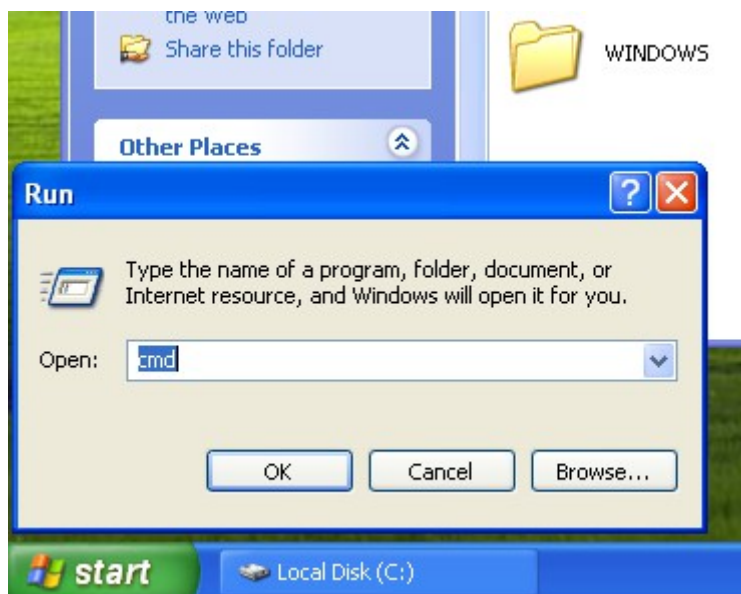 the web
Share this folder
WINDOWS
Other Places
Run
?
Type the name of a program, folder, document, or
Internet resource, and Windows will open it for you.
Open: cmd
OK Cancel Browse...
start Local Disk (C:)